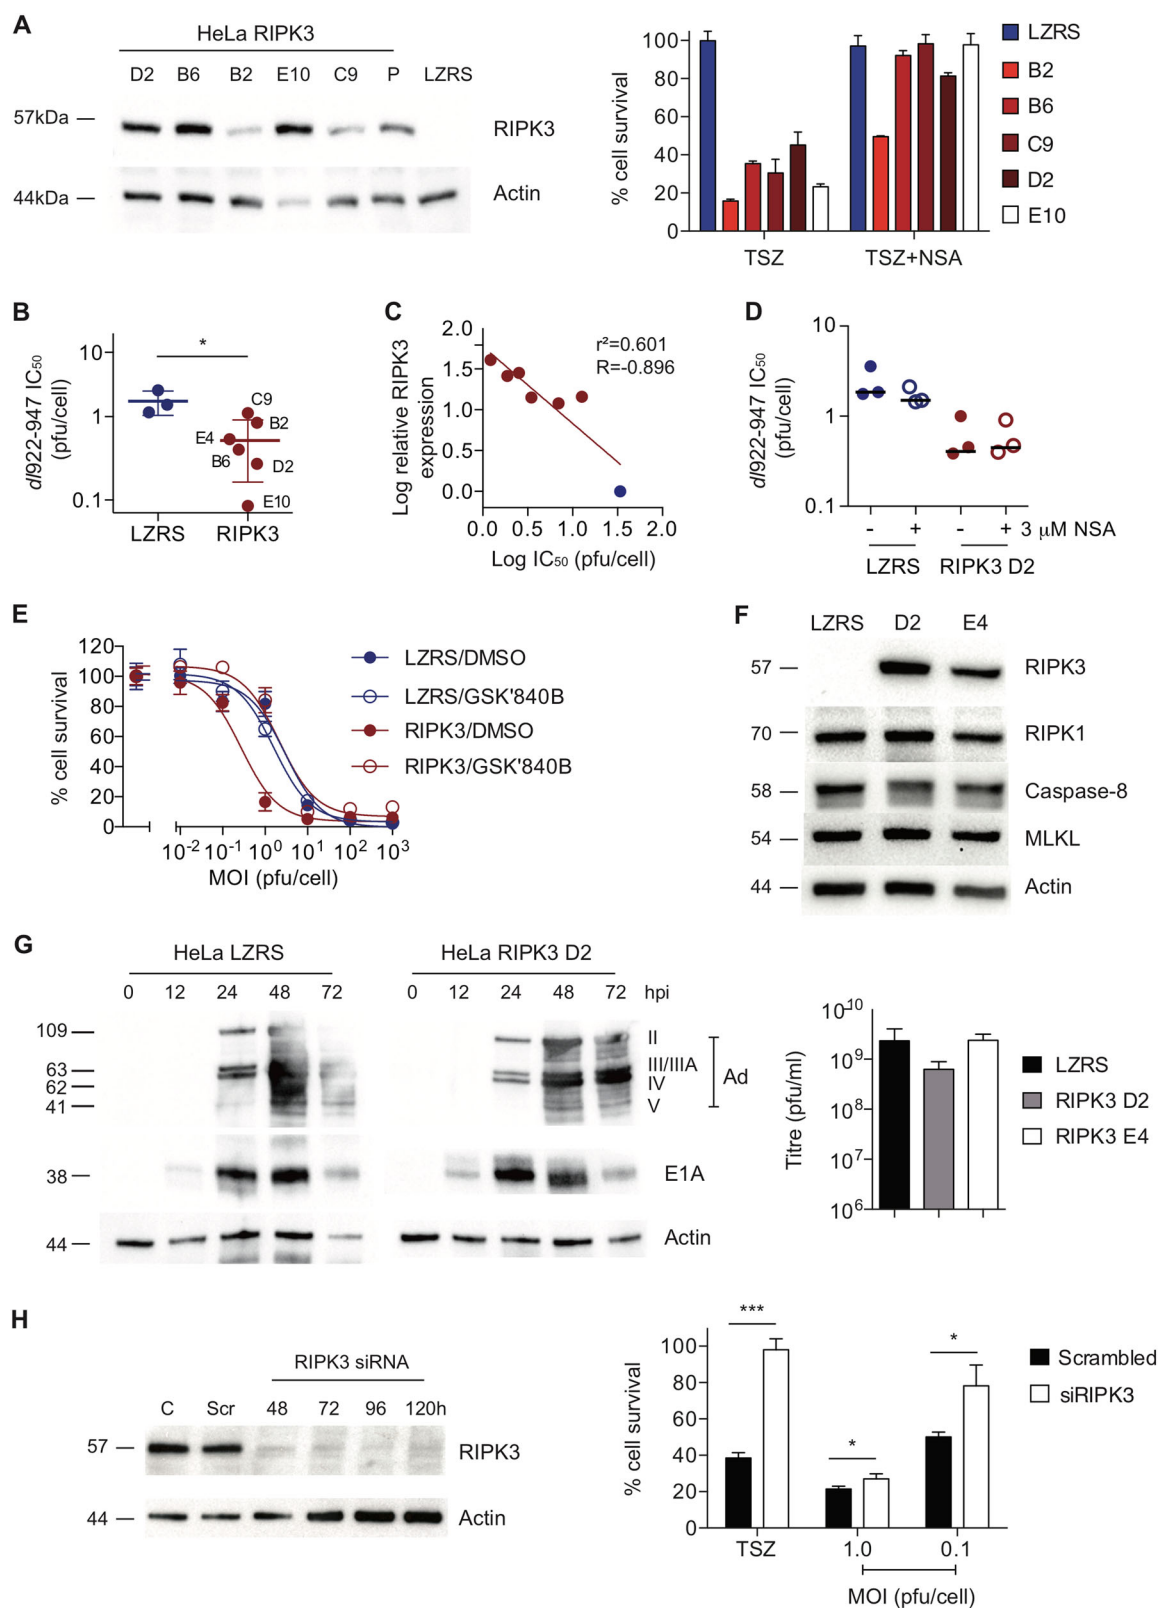 A
HeLa RIPK3
D2 B6 B2 E10 C9 P LZRS
57kDa
RIPK3
44kDa
Actin
% cell survival
100
80
60
40
20
0
TSZ TSZ+NSA
LZRS
B2
B6
C9
D2
E10
B
dl922-947 IC50
(pfu/cell)
10
1
0.1
*
C9
B2
E4
B6
D2
E10
LZRS RIPK3
C
Log relative RIPK3
expression
2.0
1.5
1.0
0.5
0.0
r²=0.601
R=-0.896
0.0 0.5 1.0 1.5 2.0
Log IC50 (pfu/cell)
D
dl922-947 IC50
(pfu/cell)
10
1
0.1
- + - + 3 μM NSA
LZRS RIPK3 D2
E
% cell survival
120
100
80
60
40
20
0
10-2 10-1 100 101 102 103
MOI (pfu/cell)
LZRS/DMSO
LZRS/GSK'840B
RIPK3/DMSO
RIPK3/GSK'840B
F
LZRS D2 E4
57 RIPK3
70 RIPK1
58 Caspase-8
54 MLKL
44 Actin
G
HeLa LZRS HeLa RIPK3 D2
0 12 24 48 72 0 12 24 48 72 hpi
109
63
62
41
II
III/IIIA
IV
V
Ad
38 E1A
44 Actin
Titre (pfu/ml)
10-10
109
108
107
106
LZRS
RIPK3 D2
RIPK3 E4
H
RIPK3 siRNA
C Scr 48 72 96 120h
57 RIPK3
44 Actin
% cell survival
100
80
60
40
20
0
***
*
*
TSZ 1.0 0.1
MOI (pfu/cell)
Scrambled
siRIPK3